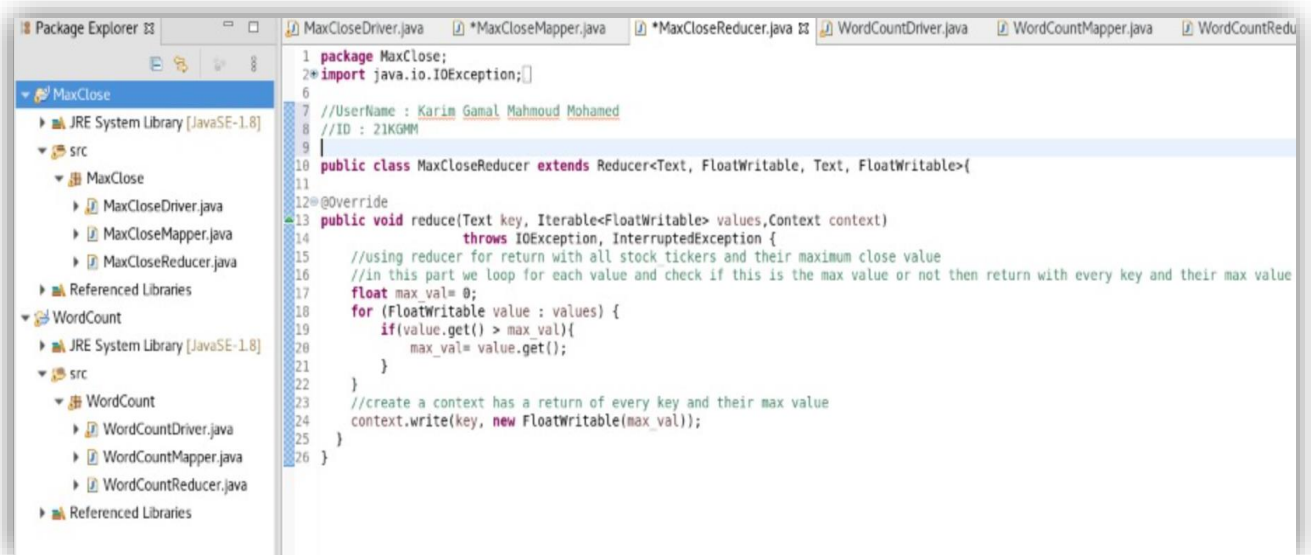 Package Explorer
MaxClose
JRE System Library [JavaSE-1.8]
src
MaxClose
MaxCloseDriver.java
MaxCloseMapper.java
MaxCloseReducer.java
Referenced Libraries
WordCount
JRE System Library [JavaSE-1.8]
src
WordCount
WordCountDriver.java
WordCountMapper.java
WordCountReducer.java
Referenced Libraries
MaxCloseDriver.java *MaxCloseMapper.java *MaxCloseReducer.java WordCountDriver.java WordCountMapper.java WordCountRedu
1 package MaxClose;
2 import java.io.IOException;
6
7 //UserName : Karim Gamal Mahmoud Mohamed
8 //ID : 21KGMM
9
10 public class MaxCloseReducer extends Reducer<Text, FloatWritable, Text, FloatWritable>{
11
12 @Override
13 public void reduce(Text key, Iterable<FloatWritable> values,Context context)
14 throws IOException, InterruptedException {
15 //using reducer for return with all stock_tickers and their maximum close value
16 //in this part we loop for each value and check if this is the max value or not then return with every key and their max value
17 float max_val= 0;
18 for (FloatWritable value : values) {
19 if(value.get() > max_val){
20 max_val= value.get();
21 }
22 }
23 //create a context has a return of every key and their max value
24 context.write(key, new FloatWritable(max_val));
25 }
26 }